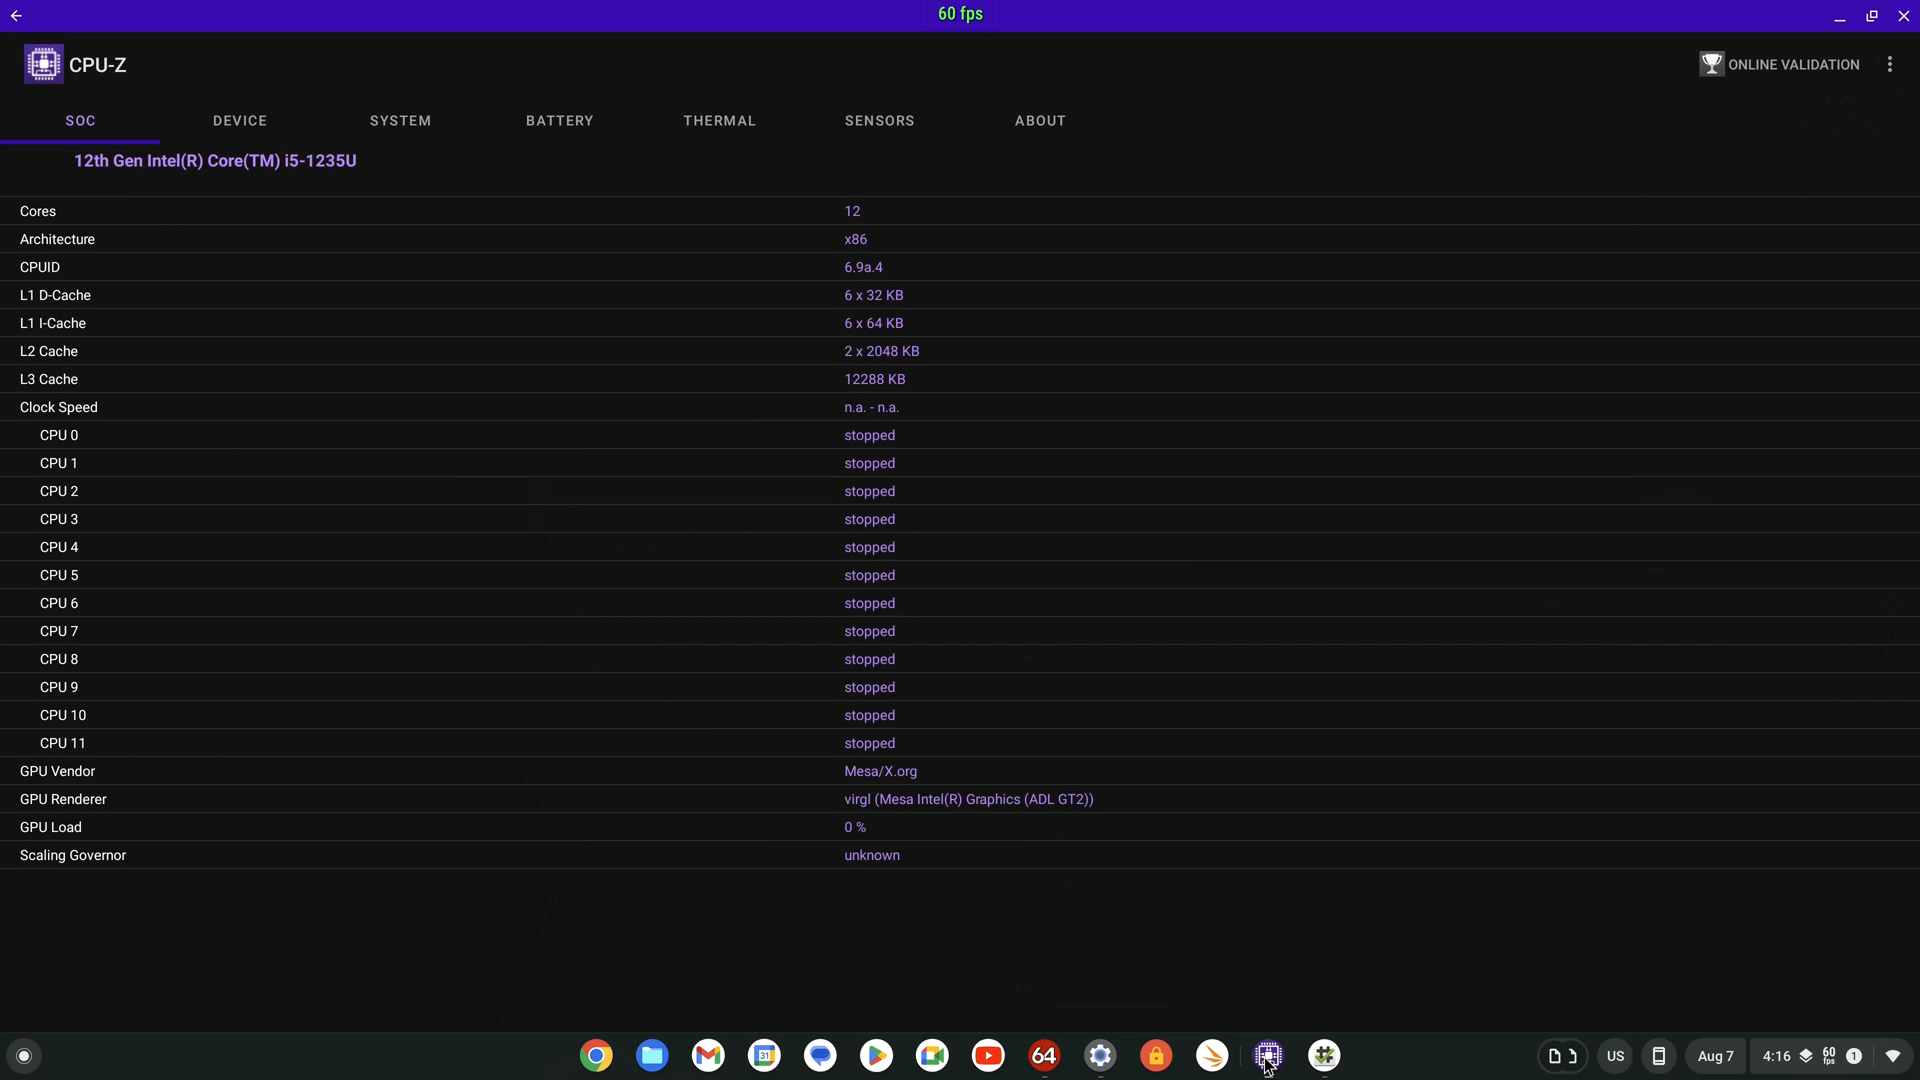 60 fps
CPU-Z
ONLINE VALIDATION
SOC DEVICE SYSTEM BATTERY THERMAL SENSORS ABOUT
12th Gen Intel(R) Core(TM) i5-1235U
Cores 12
Architecture x86
CPUID 6.9a.4
L1 D-Cache 6 x 32 KB
L1 I-Cache 6 x 64 KB
L2 Cache 2 x 2048 KB
L3 Cache 12288 KB
Clock Speed n.a. - n.a.
CPU 0 stopped
CPU 1 stopped
CPU 2 stopped
CPU 3 stopped
CPU 4 stopped
CPU 5 stopped
CPU 6 stopped
CPU 7 stopped
CPU 8 stopped
CPU 9 stopped
CPU 10 stopped
CPU 11 stopped
GPU Vendor Mesa/X.org
GPU Renderer virgl (Mesa Intel(R) Graphics (ADL GT2))
GPU Load 0 %
Scaling Governor unknown
31 64 US Aug 7 4:16 60 fps 1